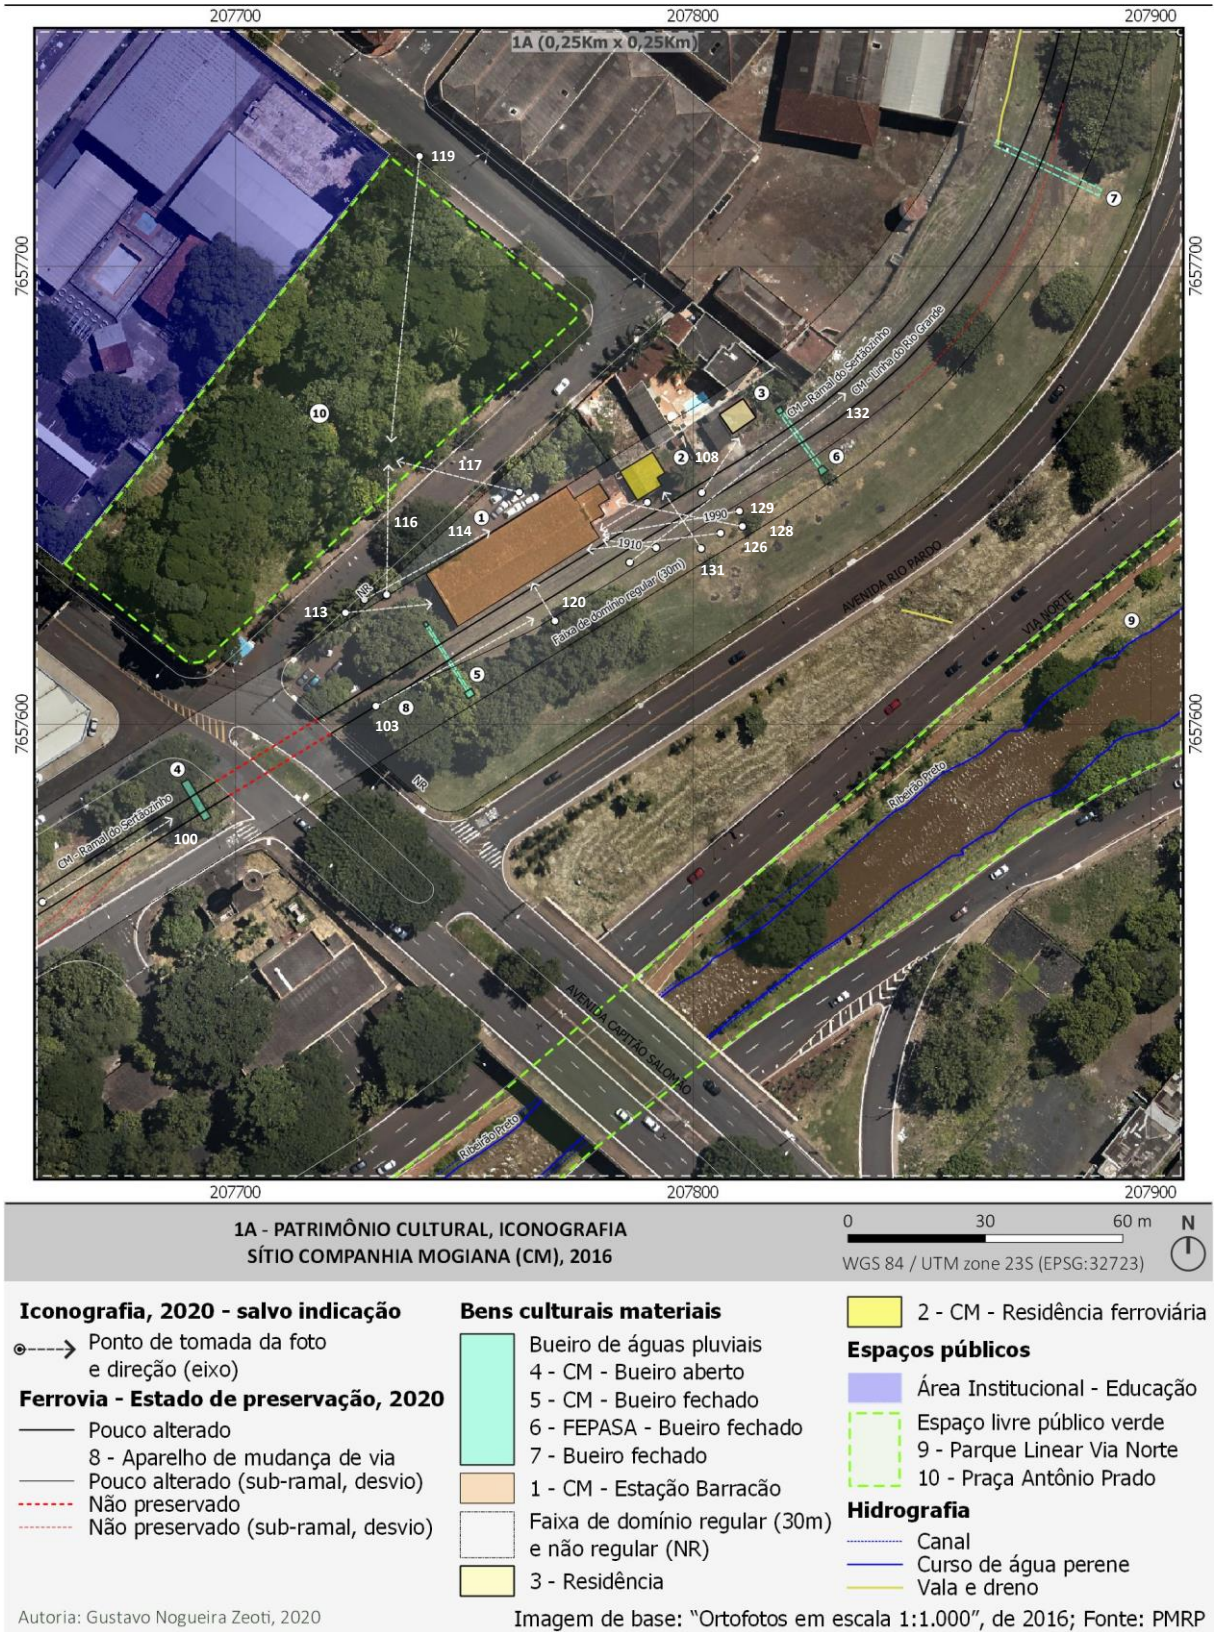 207700
207800
207900
1A (0,25Km x 0,25Km)
119
7
7657700
7657700
CM - Ramal do Sertãozinho
CM - Linha do Rio Grande
3
10
132
2
108
6
117
1
116
114
1990
129
128
1910
126
131
NR
113
120
Faixa de domínio regular (30m)
AVENIDA RIO PARDO
VIA NORTE
9
5
8
103
7657600
7657600
4
NR
Ribeirão Preto
CM - Ramal do Sertãozinho
100
AVENIDA CAPITÃO SALOMÃO
Ribeirão Preto
207700
207800
207900
1A - PATRIMÔNIO CULTURAL, ICONOGRAFIA
SÍTIO COMPANHIA MOGIANA (CM), 2016
0 30 60 m N
WGS 84 / UTM zone 23S (EPSG:32723)
Iconografia, 2020 - salvo indicação
Ponto de tomada da foto
e direção (eixo)
Ferrovia - Estado de preservação, 2020
Pouco alterado
8 - Aparelho de mudança de via
Pouco alterado (sub-ramal, desvio)
Não preservado
Não preservado (sub-ramal, desvio)
Bens culturais materiais
Bueiro de águas pluviais
4 - CM - Bueiro aberto
5 - CM - Bueiro fechado
6 - FEPASA - Bueiro fechado
7 - Bueiro fechado
1 - CM - Estação Barracão
Faixa de domínio regular (30m)
e não regular (NR)
3 - Residência
2 - CM - Residência ferroviária
Espaços públicos
Área Institucional - Educação
Espaço livre público verde
9 - Parque Linear Via Norte
10 - Praça Antônio Prado
Hidrografia
Canal
Curso de água perene
Vala e dreno
Autoria: Gustavo Nogueira Zeoti, 2020
Imagem de base: “Ortofotos em escala 1:1.000”, de 2016; Fonte: PMRP